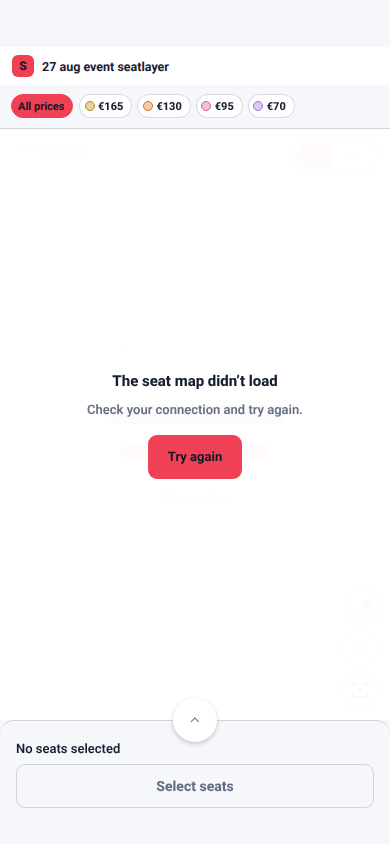 S
27 aug event seatlayer
All prices
€165
€130
€95
€70
The seat map didn’t load
Check your connection and try again.
Try again
No seats selected
Select seats